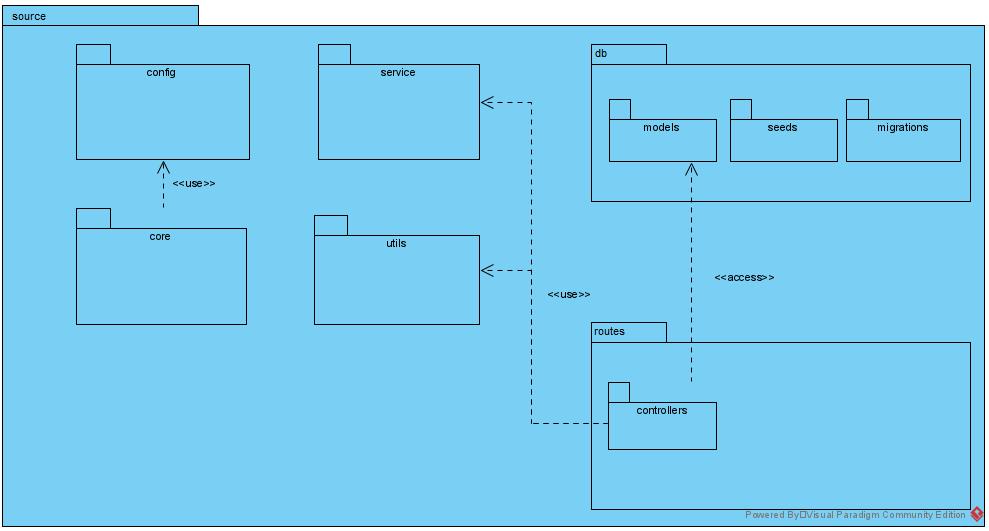 source
config
service
db
models
seeds
migrations
<<use>>
core
utils
<<access>>
<<use>>
routes
controllers
Powered By□Visual Paradigm Community Edition